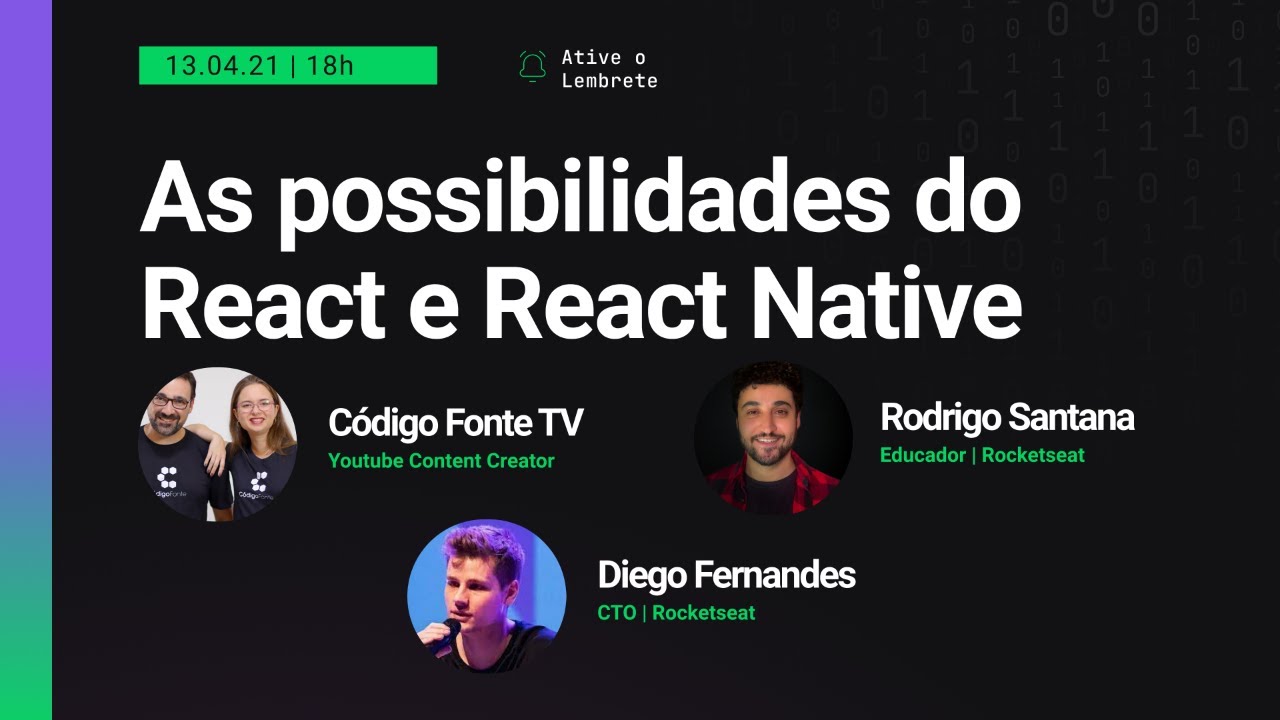 13.04.21 | 18h
Ative o
Lembrete
As possibilidades do
React e React Native
Código Fonte TV
Youtube Content Creator
Rodrigo Santana
Educador | Rocketseat
Diego Fernandes
CTO | Rocketseat